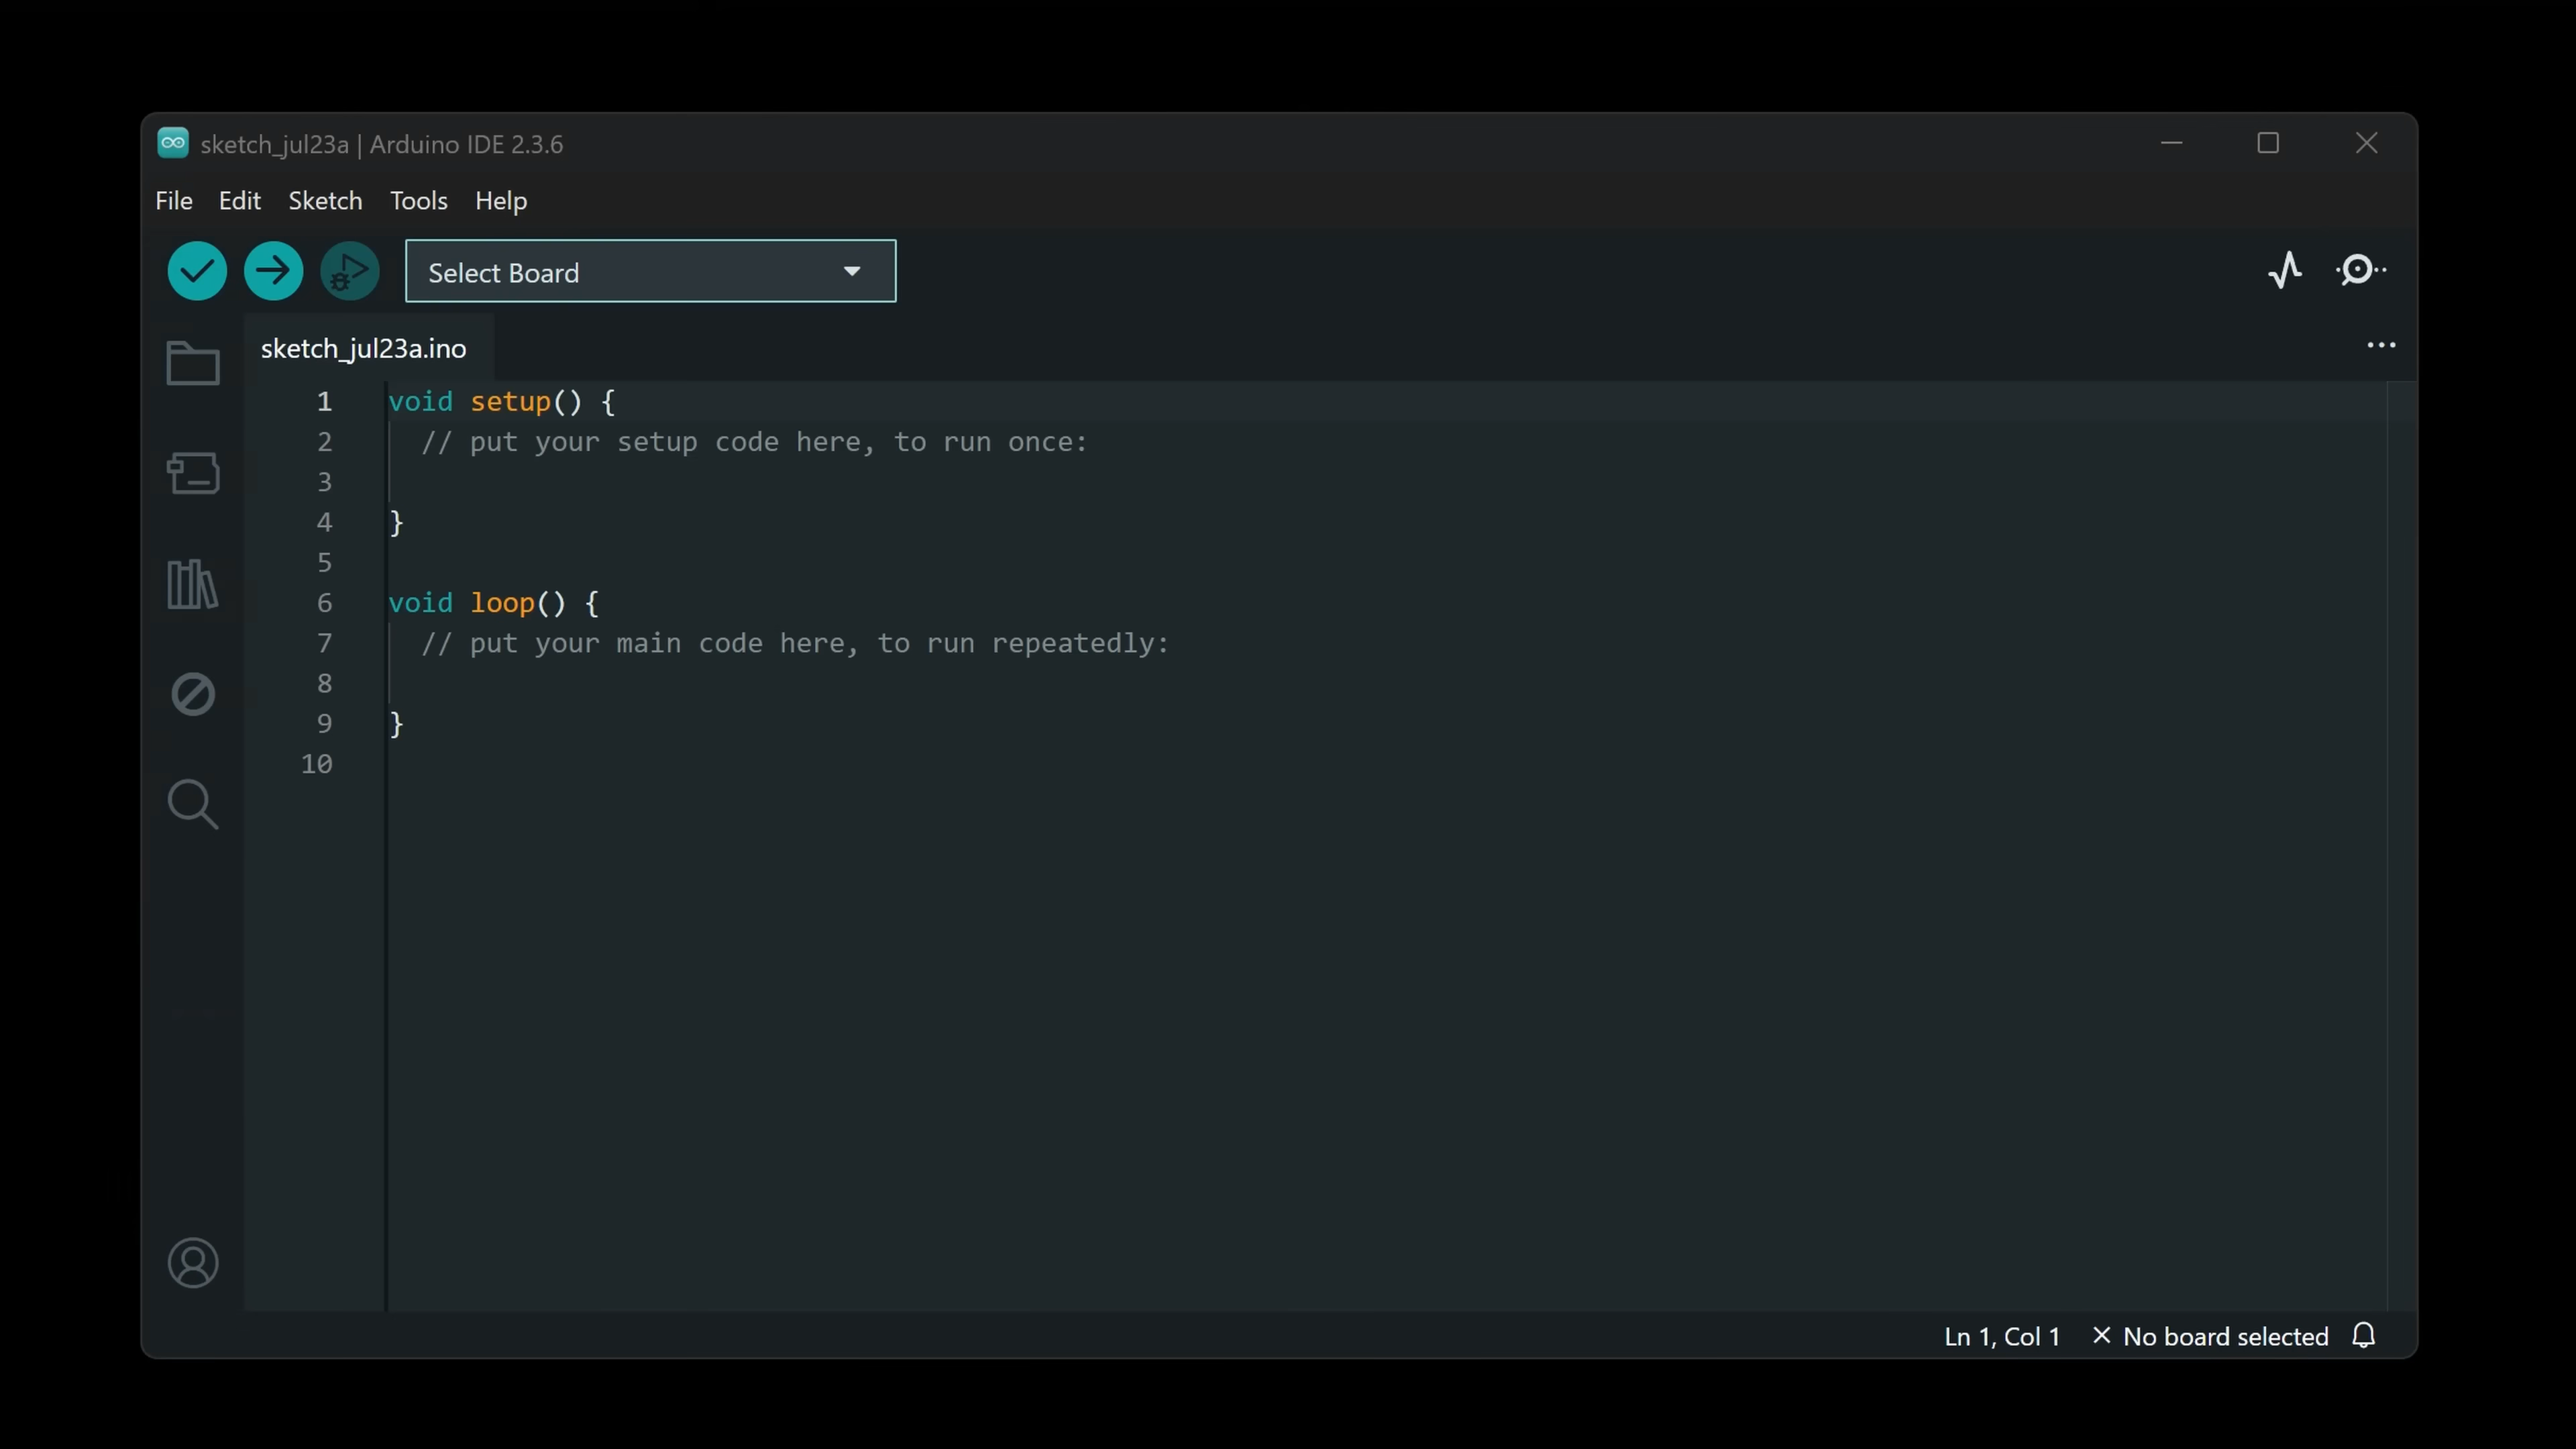 sketch_jul23a | Arduino IDE 2.3.6
File Edit Sketch Tools Help
Select Board
sketch_jul23a.ino
1 void setup() {
2 // put your setup code here, to run once:
3
4 }
5
6 void loop() {
7 // put your main code here, to run repeatedly:
8
9 }
10
Ln 1, Col 1 × No board selected